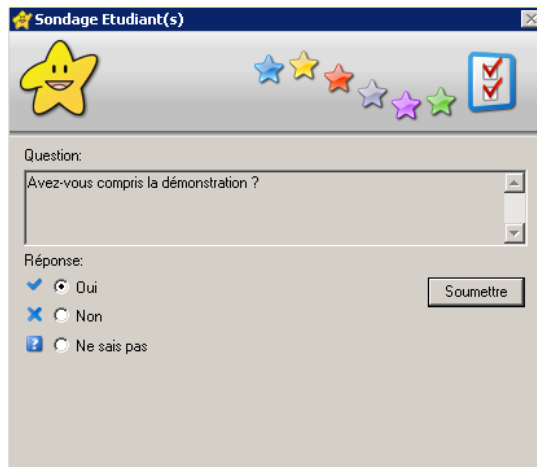 Sondage Etudiant(s)
Question:
Avez-vous compris la démonstration ?
Réponse:
Oui
Soumettre
Non
Ne sais pas